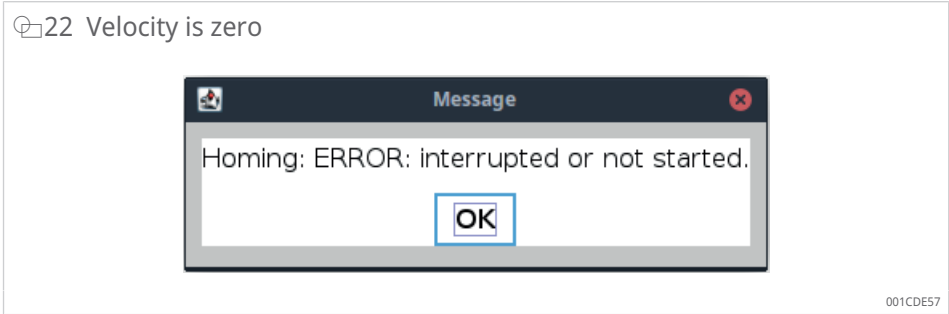 22 Velocity is zero
Message
Homing: ERROR: interrupted or not started.
OK
001CDE57